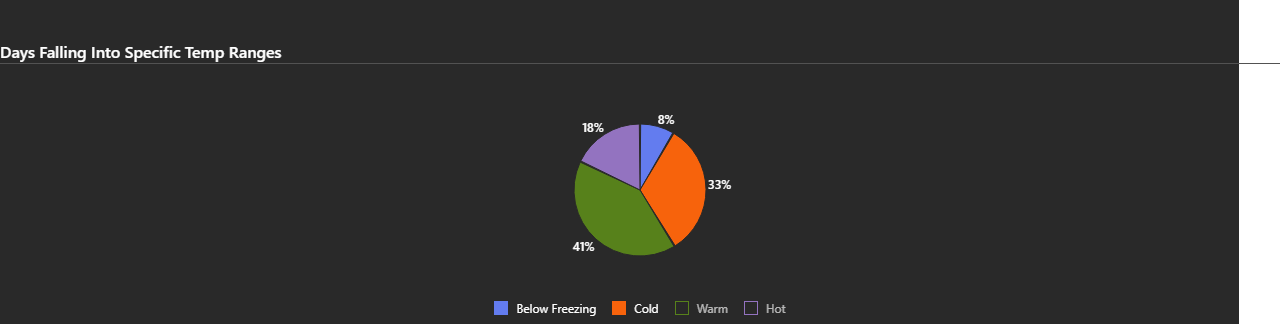 Days Falling Into Specific Temp Ranges
8%
18%
33%
41%
Below Freezing Cold Warm Hot